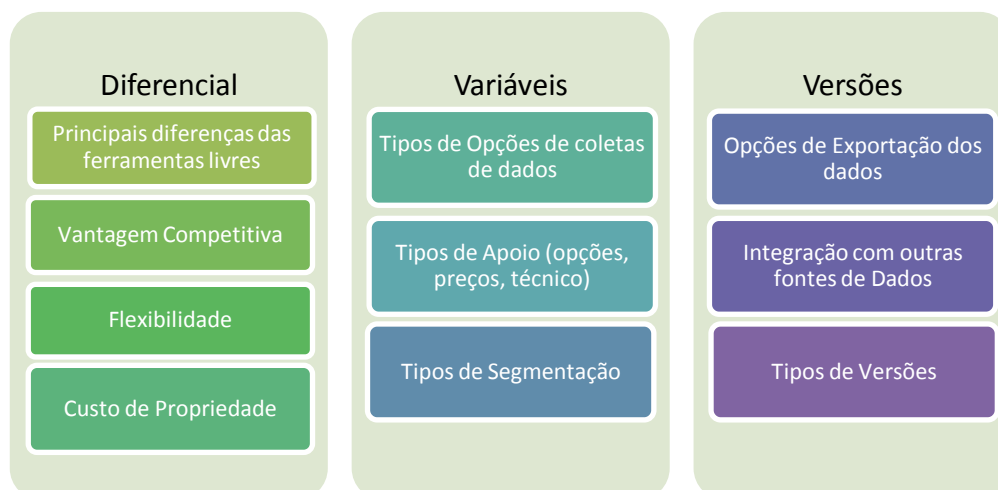 Diferencial
Principais diferenças das
ferramentas livres
Vantagem Competitiva
Flexibilidade
Custo de Propriedade
Variáveis
Tipos de Opções de coletas
de dados
Tipos de Apoio (opções,
preços, técnico)
Tipos de Segmentação
Versões
Opções de Exportação dos
dados
Integração com outras
fontes de Dados
Tipos de Versões